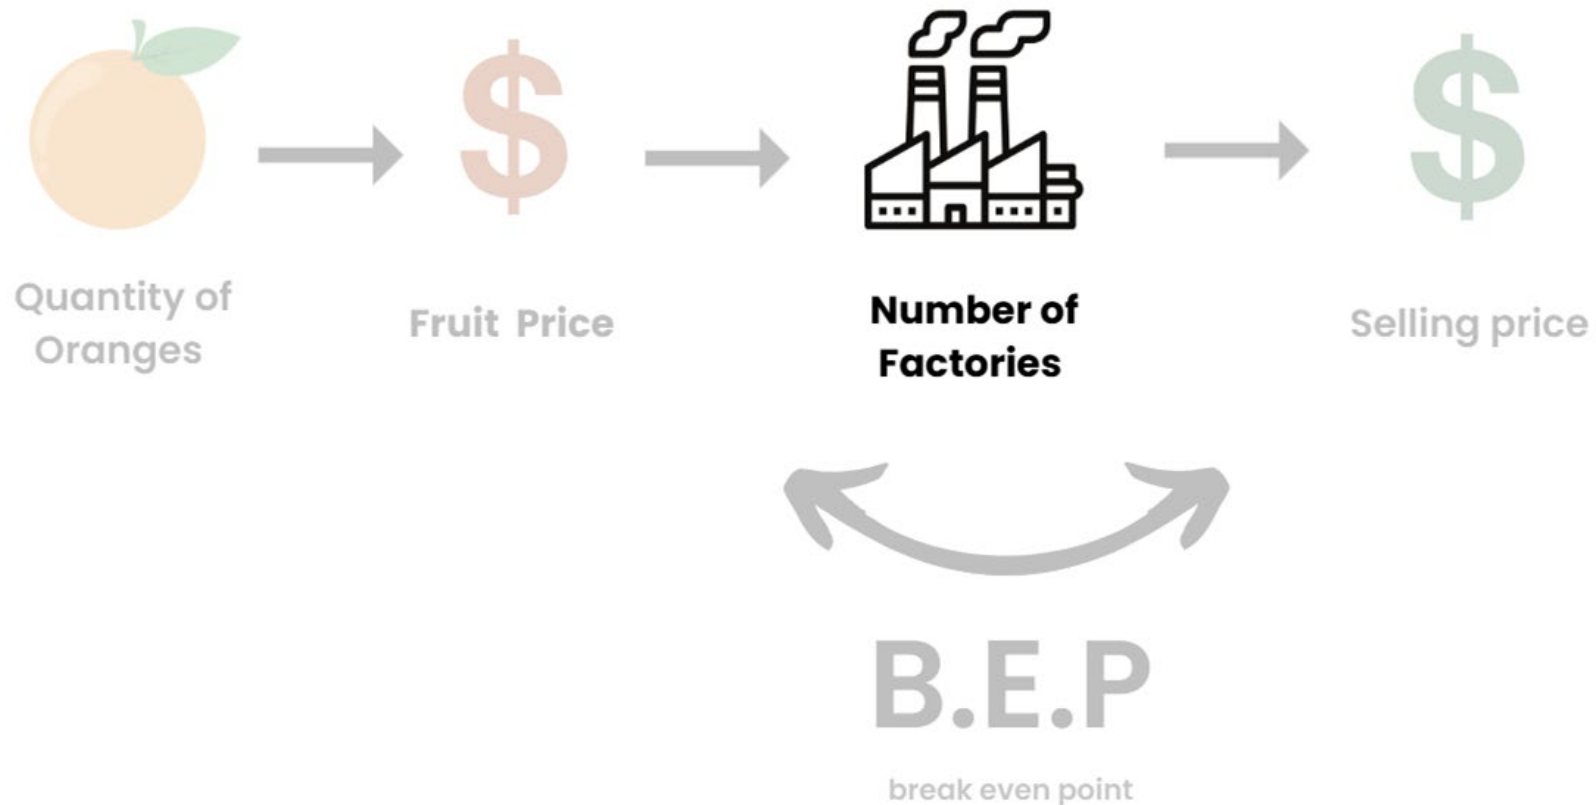 Quantity of
Oranges
Fruit Price
Number of
Factories
Selling price
B.E.P
break even point